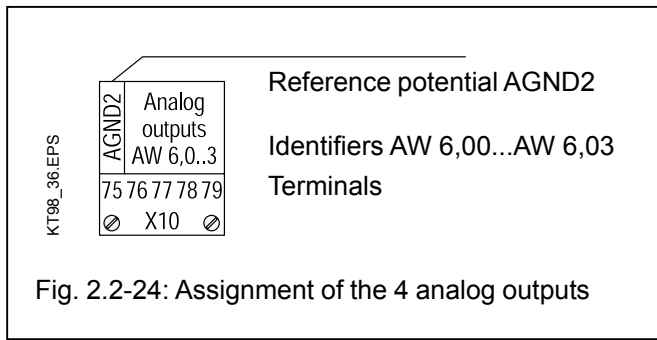 KT98_36.EPS
AGND2
Analog
outputs
AW 6,0..3
75 76 77 78 79
X10
Reference potential AGND2
Identifiers AW 6,00...AW 6,03
Terminals
Fig. 2.2-24: Assignment of the 4 analog outputs